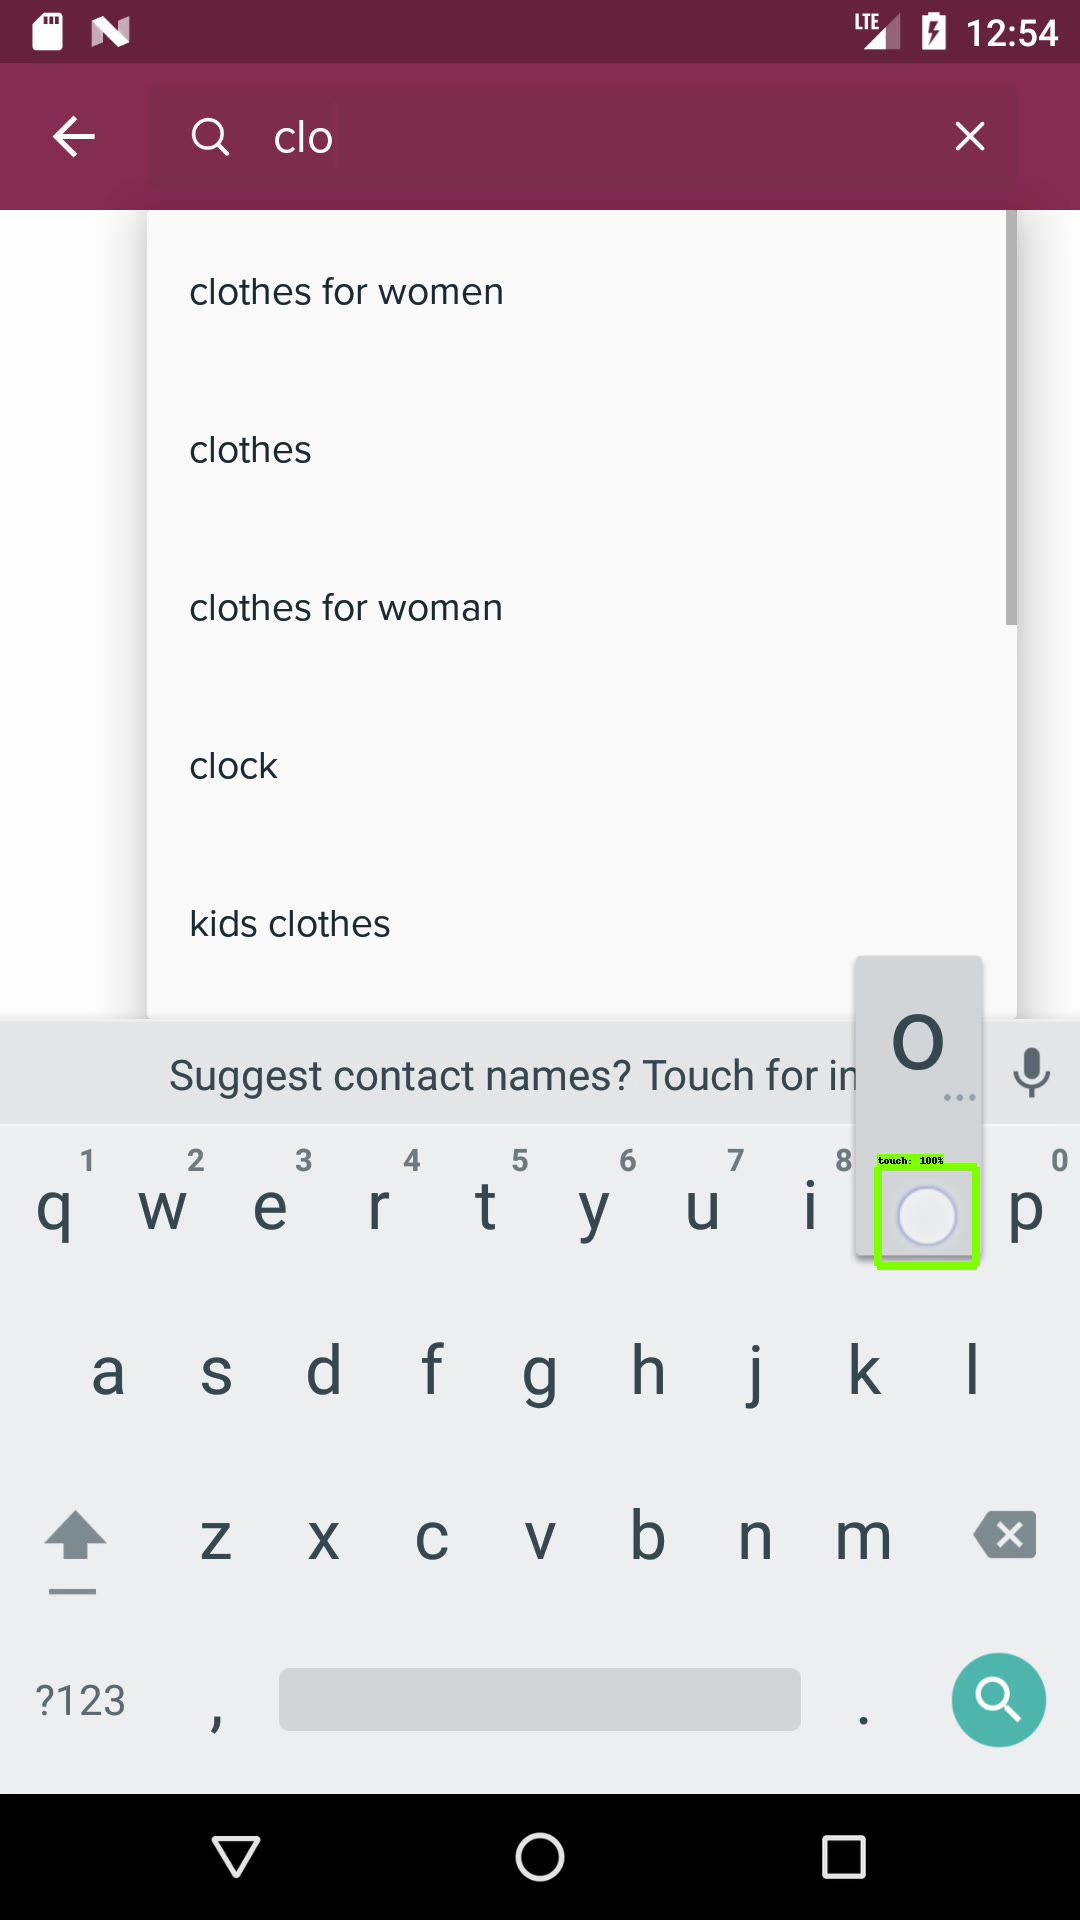 LTE 12:54
clo
clothes for women
clothes
clothes for woman
clock
kids clothes
o
Suggest contact names? Touch for in
touch: 100%
1 2 3 4 5 6 7 8 0
q w e r t y u i p
a s d f g h j k l
z x c v b n m
?123 , .